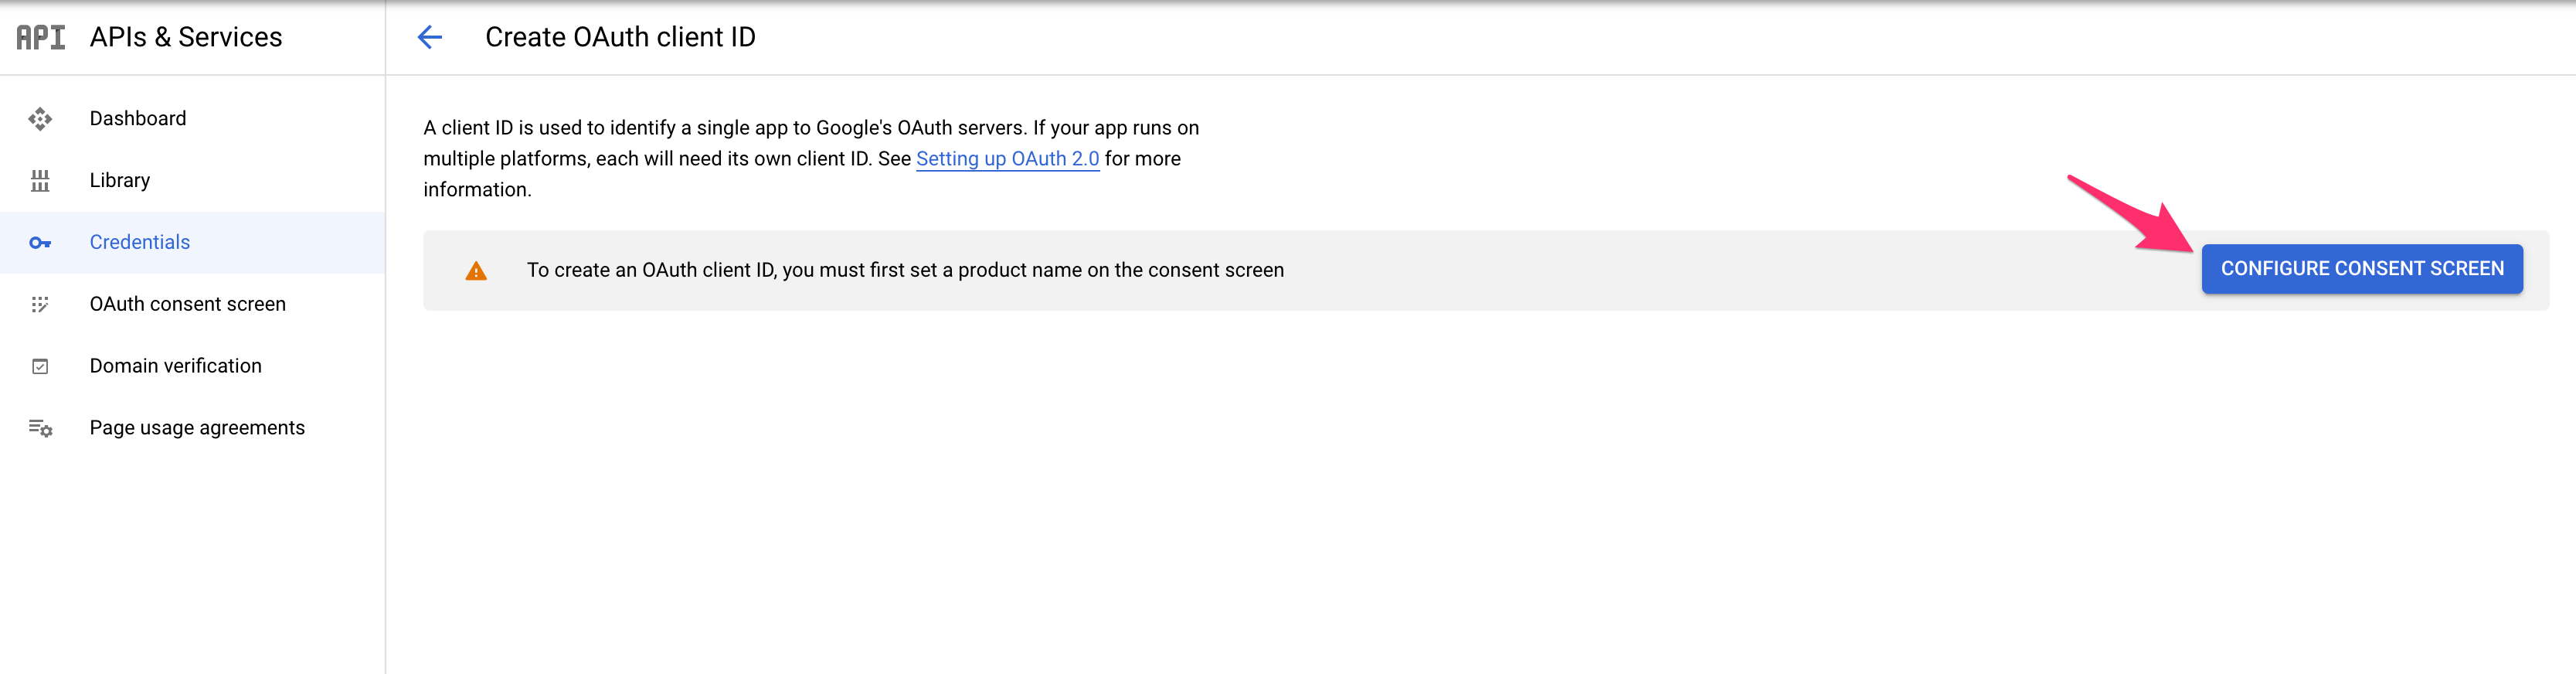 API APIs & Services
Create OAuth client ID
Dashboard
Library
Credentials
OAuth consent screen
Domain verification
Page usage agreements
A client ID is used to identify a single app to Google's OAuth servers. If your app runs on
multiple platforms, each will need its own client ID. See Setting up OAuth 2.0 for more
information.
To create an OAuth client ID, you must first set a product name on the consent screen
CONFIGURE CONSENT SCREEN